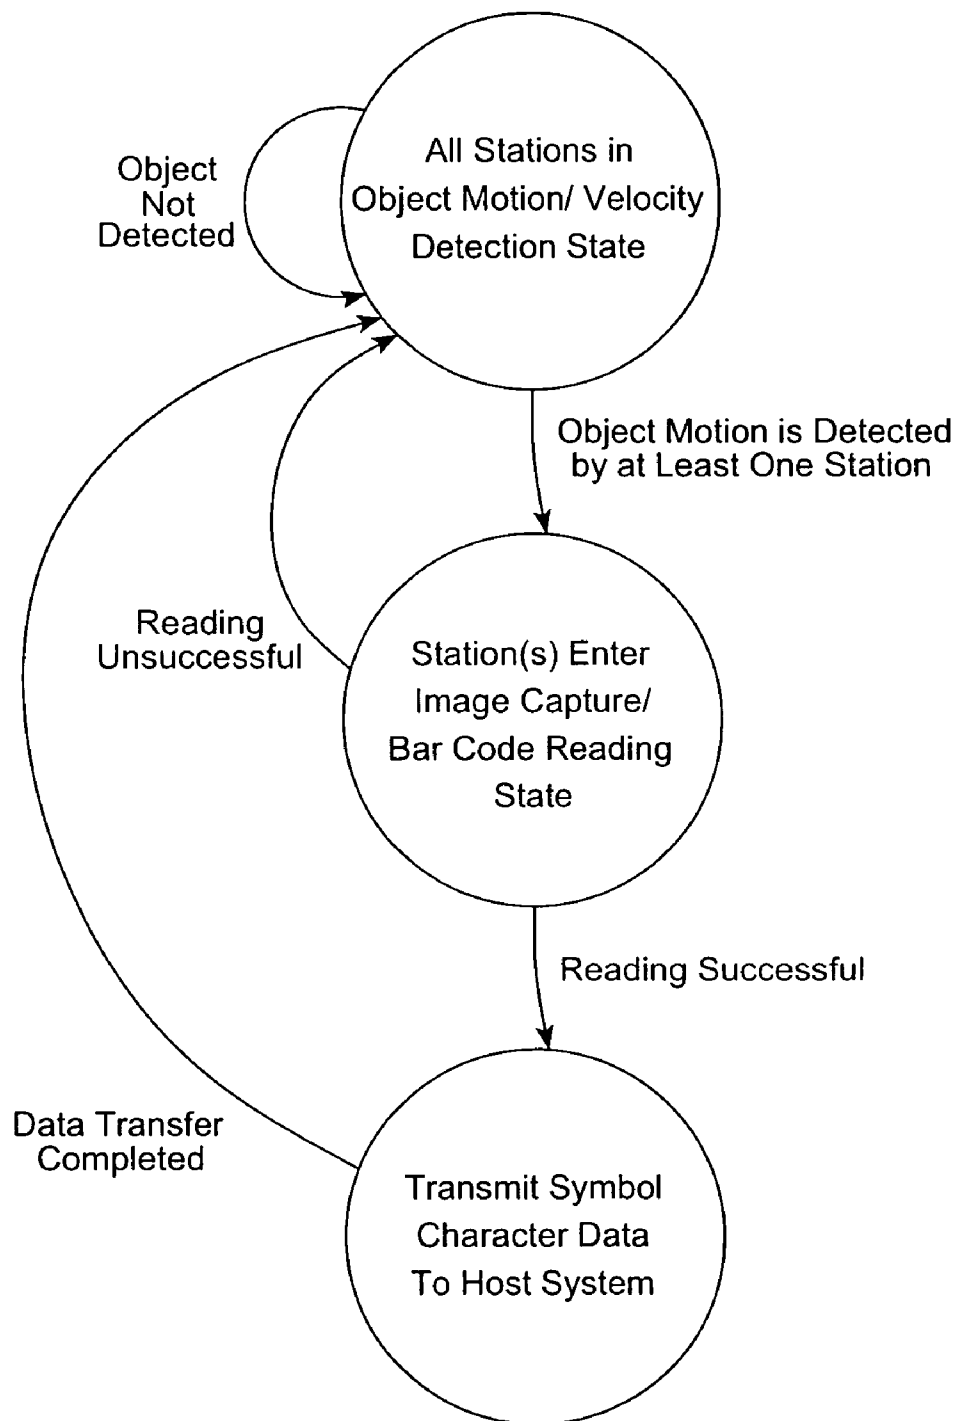 Object
Not
Detected
All Stations in
Object Motion/ Velocity
Detection State
Object Motion is Detected
by at Least One Station
Reading
Unsuccessful
Station(s) Enter
Image Capture/
Bar Code Reading
State
Reading Successful
Data Transfer
Completed
Transmit Symbol
Character Data
To Host System